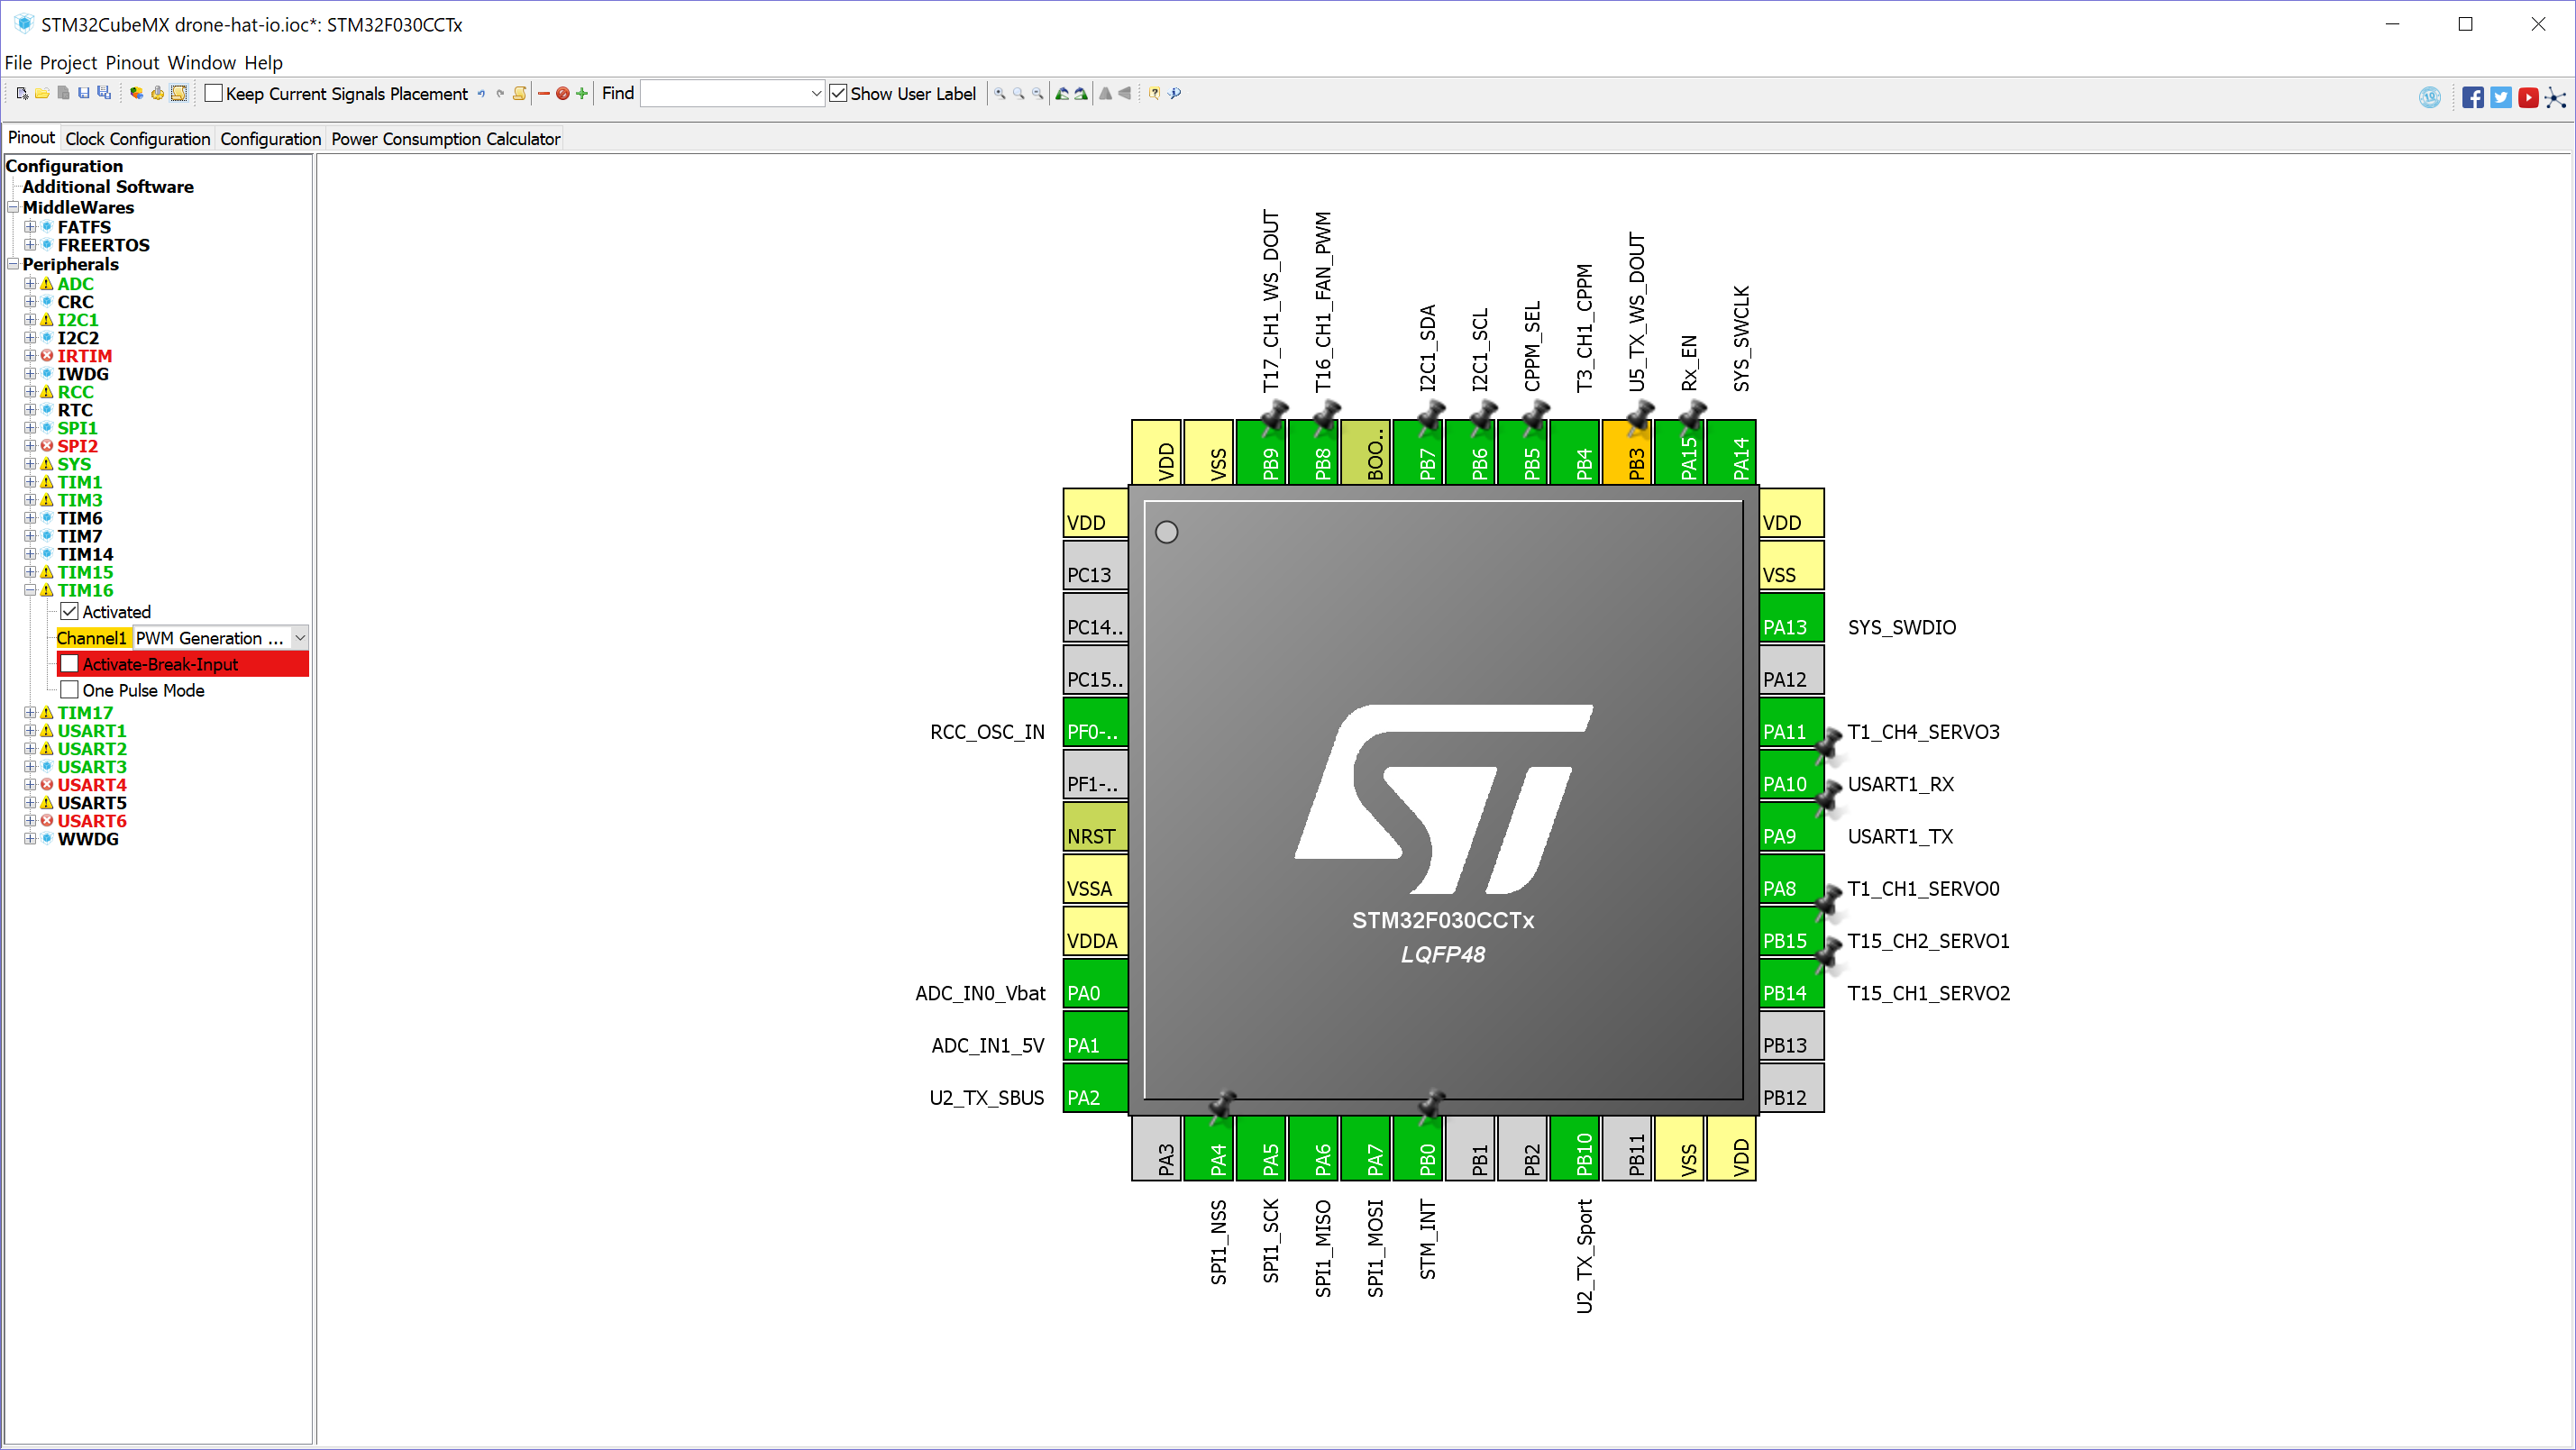 STM32CubeMX drone-hat-io.ioc*: STM32F030CCTx
File Project Pinout Window Help
Keep Current Signals Placement
Find
Show User Label
Pinout
Clock Configuration
Configuration
Power Consumption Calculator
Configuration
Additional Software
MiddleWares
FATFS
FREERTOS
Peripherals
ADC
CRC
I2C1
I2C2
IRTIM
IWDG
RCC
RTC
SPI1
SPI2
SYS
TIM1
TIM3
TIM6
TIM7
TIM14
TIM15
TIM16
Activated
Channel1 PWM Generation ...
Activate-Break-Input
One Pulse Mode
TIM17
USART1
USART2
USART3
USART4
USART5
USART6
WWDG
T17_CH1_WS_DOUT
T16_CH1_FAN_PWM
I2C1_SDA
I2C1_SCL
CPPM_SEL
T3_CH1_CPPM
U5_TX_WS_DOUT
Rx_EN
SYS_SWCLK
VDD
VSS
PB9
PB8
BOO..
PB7
PB6
PB5
PB4
PB3
PA15
PA14
VDD
PC13
PC14..
PC15..
RCC_OSC_IN PF0-..
PF1-..
NRST
VSSA
VDDA
ADC_IN0_Vbat PA0
ADC_IN1_5V PA1
U2_TX_SBUS PA2
STM32F030CCTx
LQFP48
VDD
VSS
PA13 SYS_SWDIO
PA12
PA11 T1_CH4_SERVO3
PA10 USART1_RX
PA9 USART1_TX
PA8 T1_CH1_SERVO0
PB15 T15_CH2_SERVO1
PB14 T15_CH1_SERVO2
PB13
PB12
PA3
PA4
PA5
PA6
PA7
PB0
PB1
PB2
PB10
PB11
VSS
VDD
SPI1_NSS
SPI1_SCK
SPI1_MISO
SPI1_MOSI
STM_INT
U2_TX_Sport